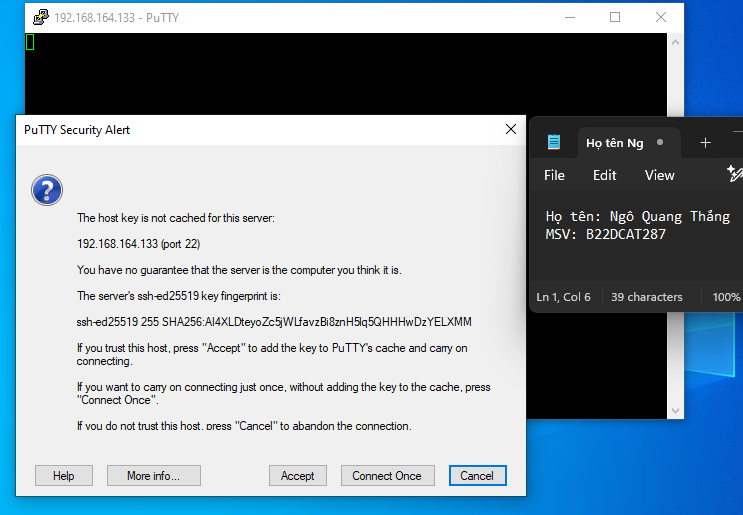 192.168.164.133 - PuTTY
PuTTY Security Alert
The host key is not cached for this server:
192.168.164.133 (port 22)
You have no guarantee that the server is the computer you think it is.
The server's ssh-ed25519 key fingerprint is:
ssh-ed25519 255 SHA256:AI4XLDteyoZc5jWLfavzBi8znH5lq5QHHHwDzYELXMM
If you trust this host, press "Accept" to add the key to PuTTY's cache and carry on
connecting.
If you want to carry on connecting just once, without adding the key to the cache, press
"Connect Once".
If you do not trust this host, press "Cancel" to abandon the connection.
Help
More info...
Accept
Connect Once
Cancel
Họ tên Ng
File Edit View
Họ tên: Ngô Quang Thắng
MSV: B22DCAT287
Ln 1, Col 6 39 characters 100%